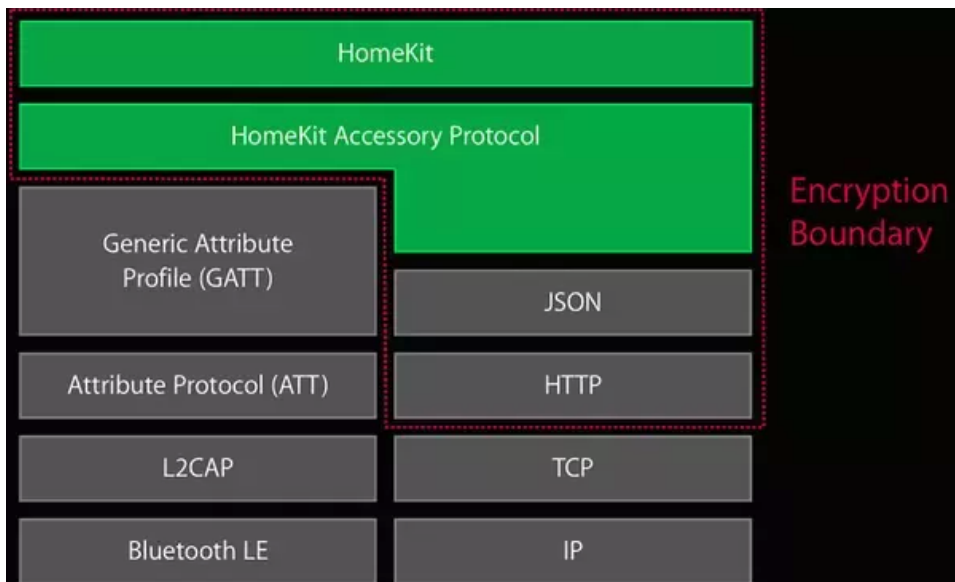 HomeKit
HomeKit Accessory Protocol
Encryption
Boundary
Generic Attribute
Profile (GATT)
JSON
Attribute Protocol (ATT)
HTTP
L2CAP
TCP
Bluetooth LE
IP